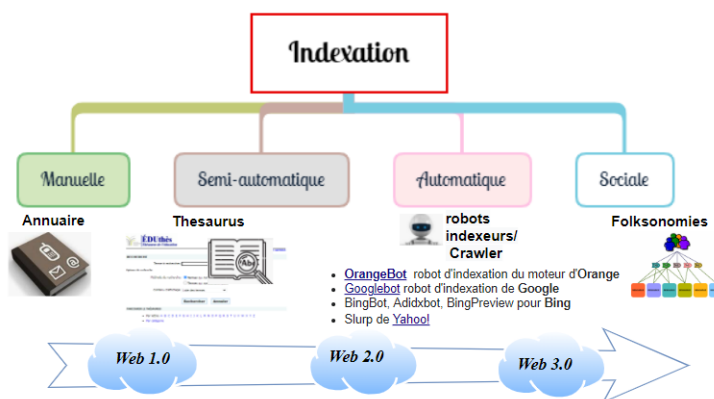 Indexation
Manuelle
Semi-automatique
Automatique
Sociale
Annuaire
Thesaurus
robots
indexeurs/
Crawler
Folksonomies
ÉDUthès
Abc
• OrangeBot robot d'indexation du moteur d'Orange
• Googlebot robot d'indexation de Google
• BingBot, Adidxbot, BingPreview pour Bing
• Slurp de Yahoo!
Web 1.0
Web 2.0
Web 3.0